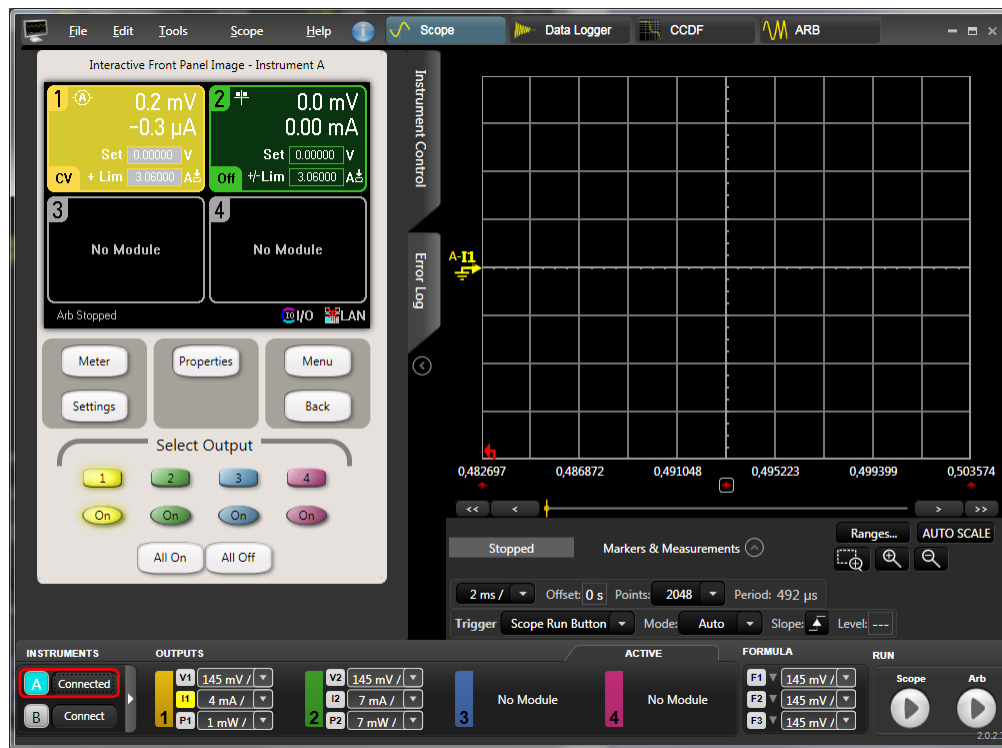 File Edit Tools Scope Help Scope Data Logger CCDF ARB
Interactive Front Panel Image - Instrument A
1 (A) 0.2 mV
-0.3 µA
Set 0.00000 V
CV + Lim 3.06000 A
2 0.0 mV
0.00 mA
Set 0.00000 V
Off +/-Lim 3.06000 A
3 No Module
4 No Module
Arb Stopped IO I/O LAN
Meter Properties Menu
Settings Back
Select Output
1 2 3 4
On On On On
All On All Off
Instrument Control
Error Log
A-I1
0,482697 0,486872 0,491048 0,495223 0,499399 0,503574
<< < > >>
Stopped Markers & Measurements Ranges... AUTO SCALE
2 ms / Offset: 0 s Points: 2048 Period: 492 µs
Trigger Scope Run Button Mode: Auto Slope: Level: ---
INSTRUMENTS OUTPUTS ACTIVE FORMULA RUN
A Connected
B Connect
1
V1 145 mV /
I1 4 mA /
P1 1 mW /
2
V2 145 mV /
I2 7 mA /
P2 7 mW /
3 No Module
4 No Module
F1 145 mV /
F2 145 mV /
F3 145 mV /
Scope Arb